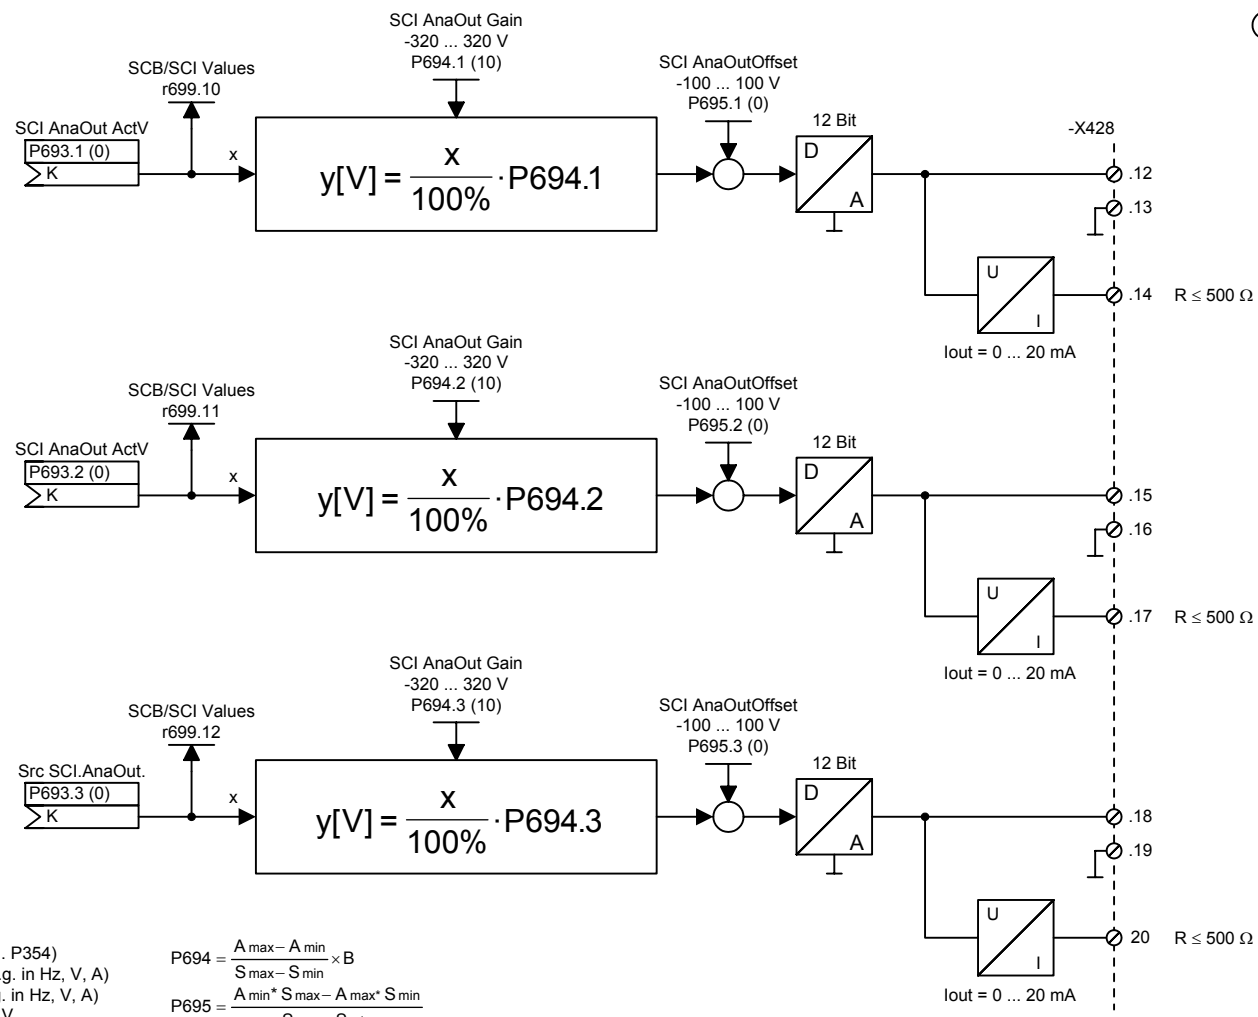 SCI AnaOut Gain
-320 ... 320 V
P694.1 (10)
SCB/SCI Values
r699.10
SCI AnaOutOffset
-100 ... 100 V
P695.1 (0)
SCI AnaOut ActV
P693.1 (0)
K
x
y[V] = x/100% · P694.1
12 Bit
D
A
-X428
.12
.13
U
I
.14 R ≤ 500 Ω
Iout = 0 ... 20 mA
SCI AnaOut Gain
-320 ... 320 V
P694.2 (10)
SCB/SCI Values
r699.11
SCI AnaOutOffset
-100 ... 100 V
P695.2 (0)
SCI AnaOut ActV
P693.2 (0)
K
x
y[V] = x/100% · P694.2
12 Bit
D
A
.15
.16
U
I
.17 R ≤ 500 Ω
Iout = 0 ... 20 mA
SCI AnaOut Gain
-320 ... 320 V
P694.3 (10)
SCB/SCI Values
r699.12
SCI AnaOutOffset
-100 ... 100 V
P695.3 (0)
Src SCI.AnaOut.
P693.3 (0)
K
x
y[V] = x/100% · P694.3
12 Bit
D
A
.18
.19
U
I
20 R ≤ 500 Ω
Iout = 0 ... 20 mA
. P354)
.g. in Hz, V, A)
g. in Hz, V, A)
V
P694 = A max− A min / S max− S min × B
P695 = A min* S max− A max* S min